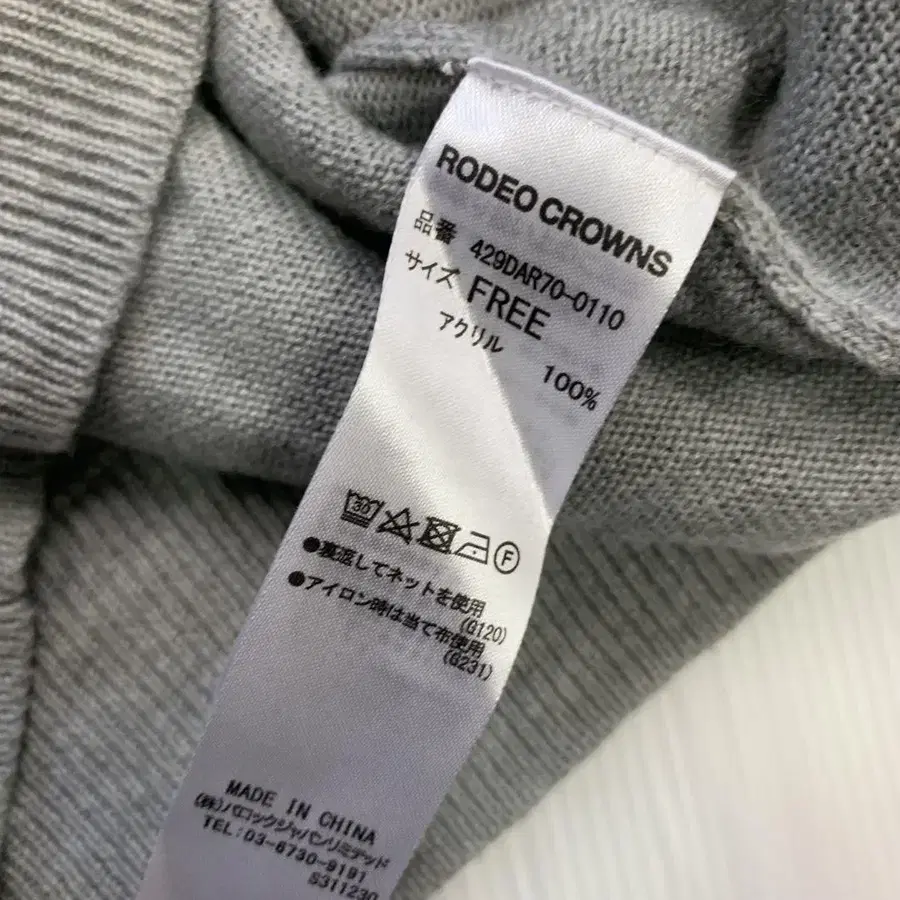 RODEO CROWNS
品番 429DAR70-0110
サイズ FREE
アクリル 100%
30
F
●裏返してネットを使用
(G120)
●アイロン時は当て布使用
(G231)
MADE IN CHINA
(株)バロックジャパンリミテッド
TEL:03-6730-9191
S311230